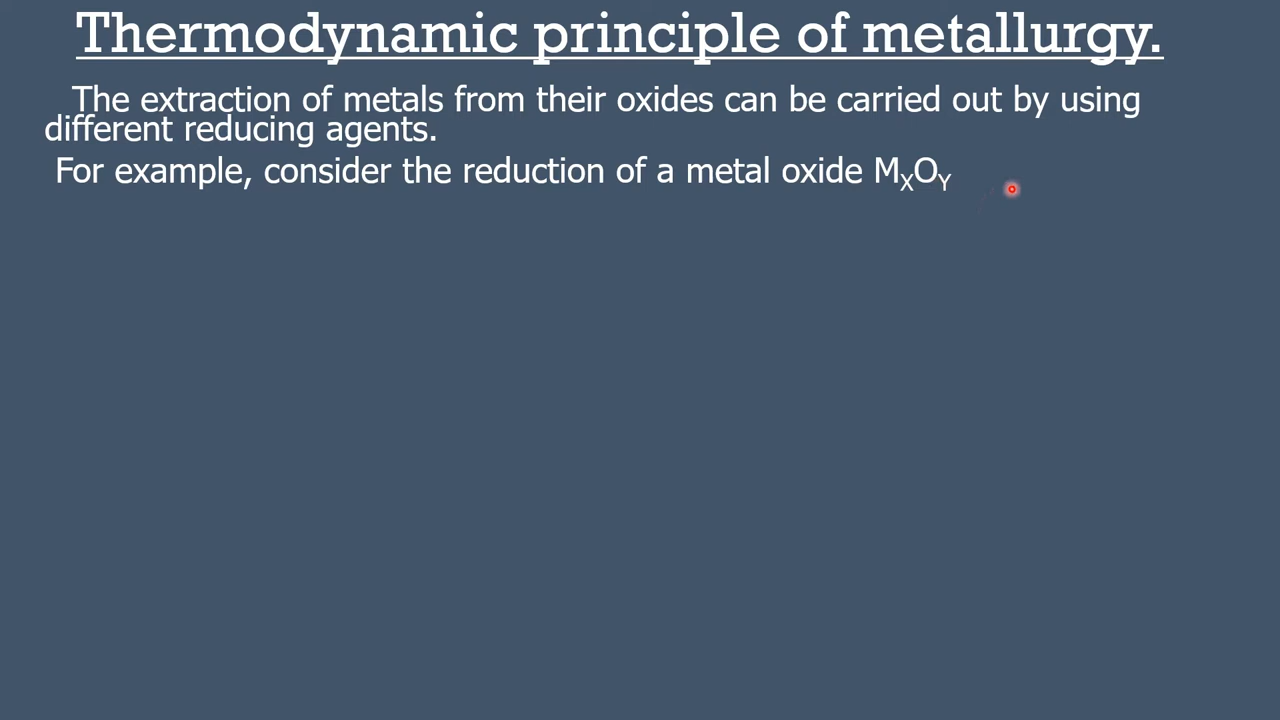 Thermodynamic principle of metallurgy.
The extraction of metals from their oxides can be carried out by using
different reducing agents.
For example, consider the reduction of a metal oxide MXOY